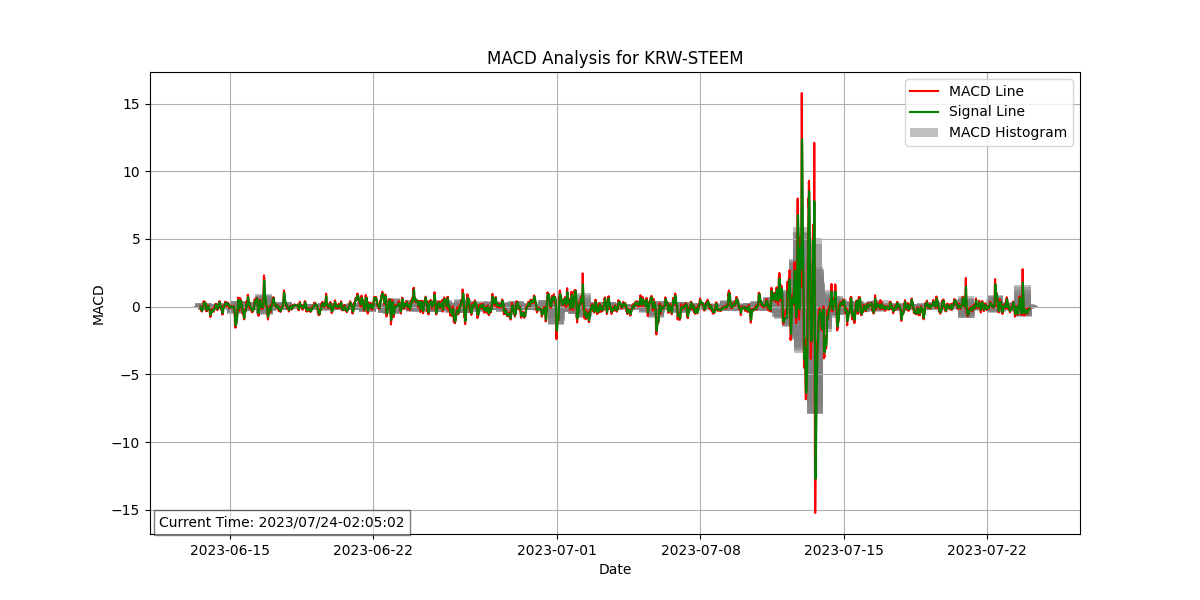 MACD Analysis for KRW-STEEM
MACD Line
Signal Line
MACD Histogram
15
10
5
0
−5
−10
−15
MACD
Current Time: 2023/07/24-02:05:02
2023-06-15 2023-06-22 2023-07-01 2023-07-08 2023-07-15 2023-07-22
Date